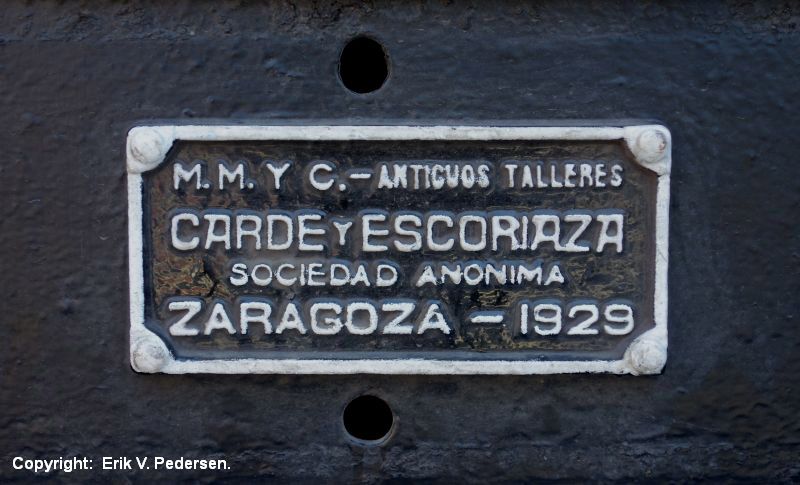 M. M. Y C.-ANTIGUOS TALLERES
CARDE Y ESCORIAZA
SOCIEDAD ANONIMA
ZARAGOZA - 1929
Copyright: Erik V. Pedersen.